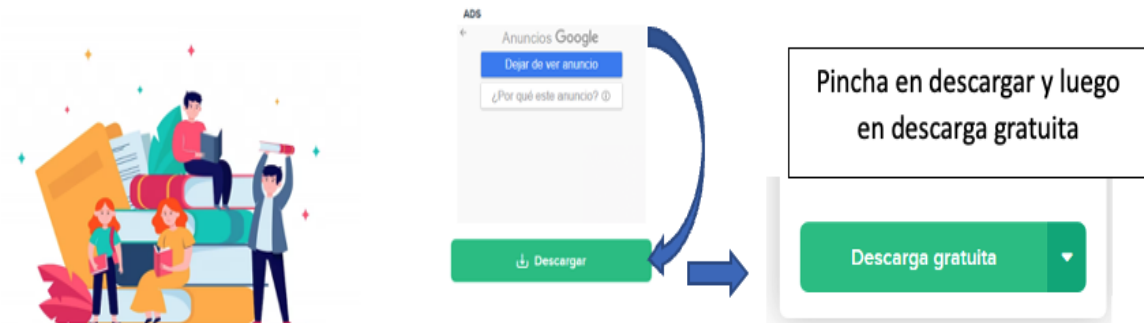 ADS
Anuncios Google
Dejar de ver anuncio
¿Por qué este anuncio? ⓘ
Descargar
Pincha en descargar y luego
en descarga gratuita
Descarga gratuita